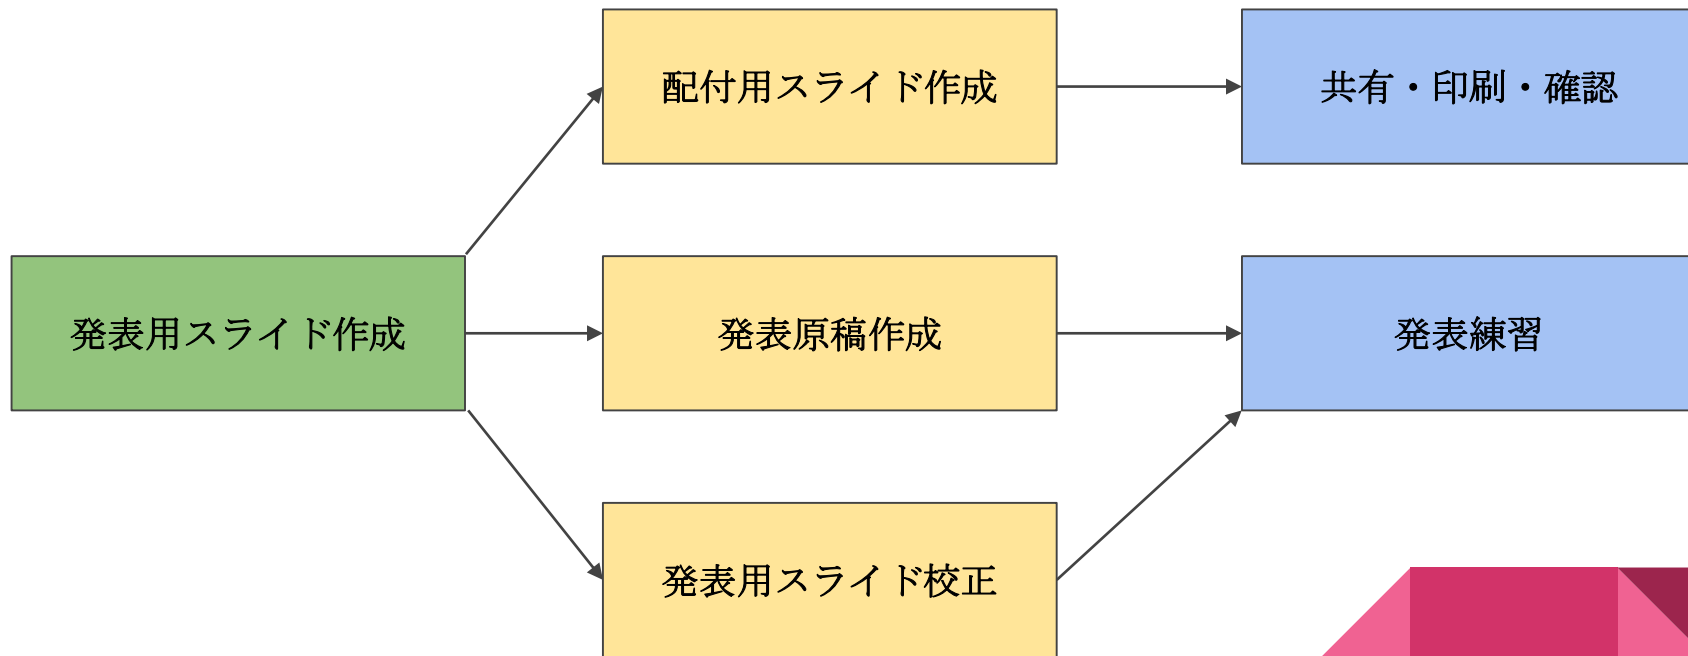 配付用スライド作成
共有・印刷・確認
発表用スライド作成
発表原稿作成
発表練習
発表用スライド校正